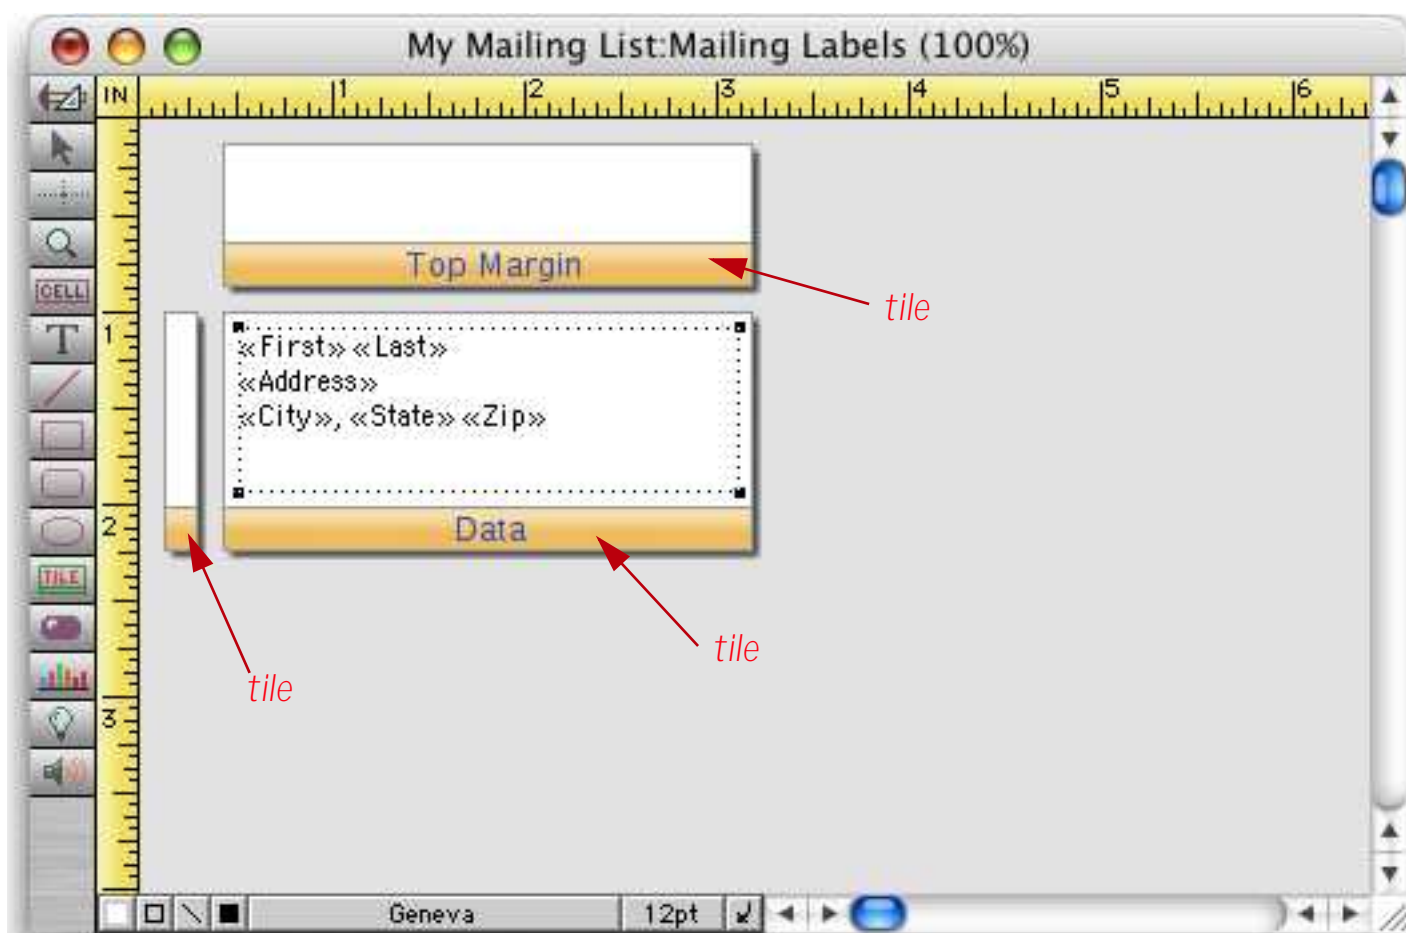 My Mailing List:Mailing Labels (100%)
IN
1 2 3 4 5 6
Top Margin
CELL
tile
T
1
«First» «Last»
«Address»
«City», «State» «Zip»
2
Data
TILE
tile
tile
3
Geneva 12pt